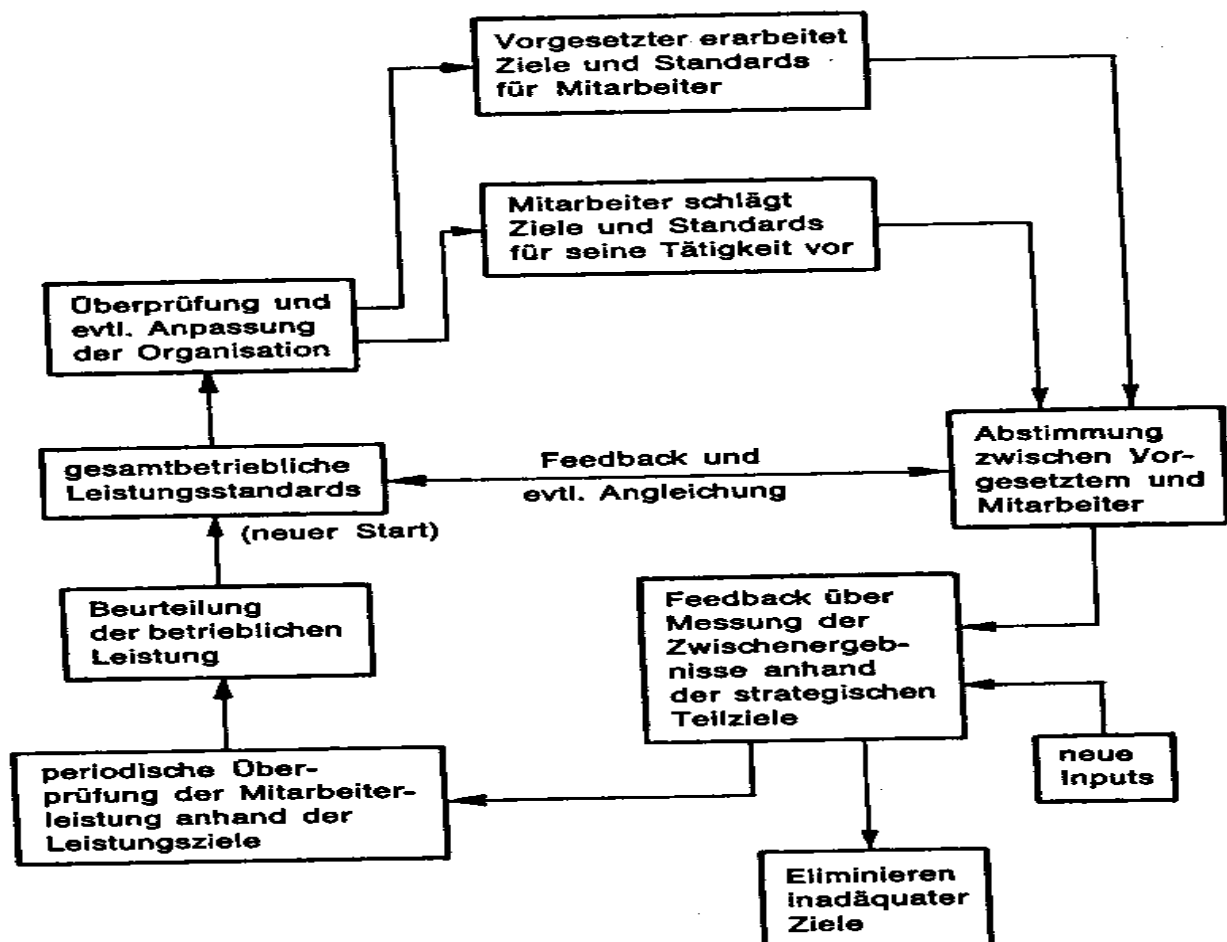 Vorgesetzter erarbeitet
Ziele und Standards
für Mitarbeiter
Mitarbeiter schlägt
Ziele und Standards
für seine Tätigkeit vor
Überprüfung und
evtl. Anpassung
der Organisation
gesamtbetriebliche
Leistungsstandards
(neuer Start)
Feedback und
evtl. Angleichung
Abstimmung
zwischen Vor-
gesetztem und
Mitarbeiter
Beurteilung
der betrieblichen
Leistung
Feedback über
Messung der
Zwischenergeb-
nisse anhand
der strategischen
Teilziele
neue
Inputs
periodische Über-
prüfung der Mitarbeiter-
leistung anhand der
Leistungsziele
Eliminieren
inadäquater
Ziele